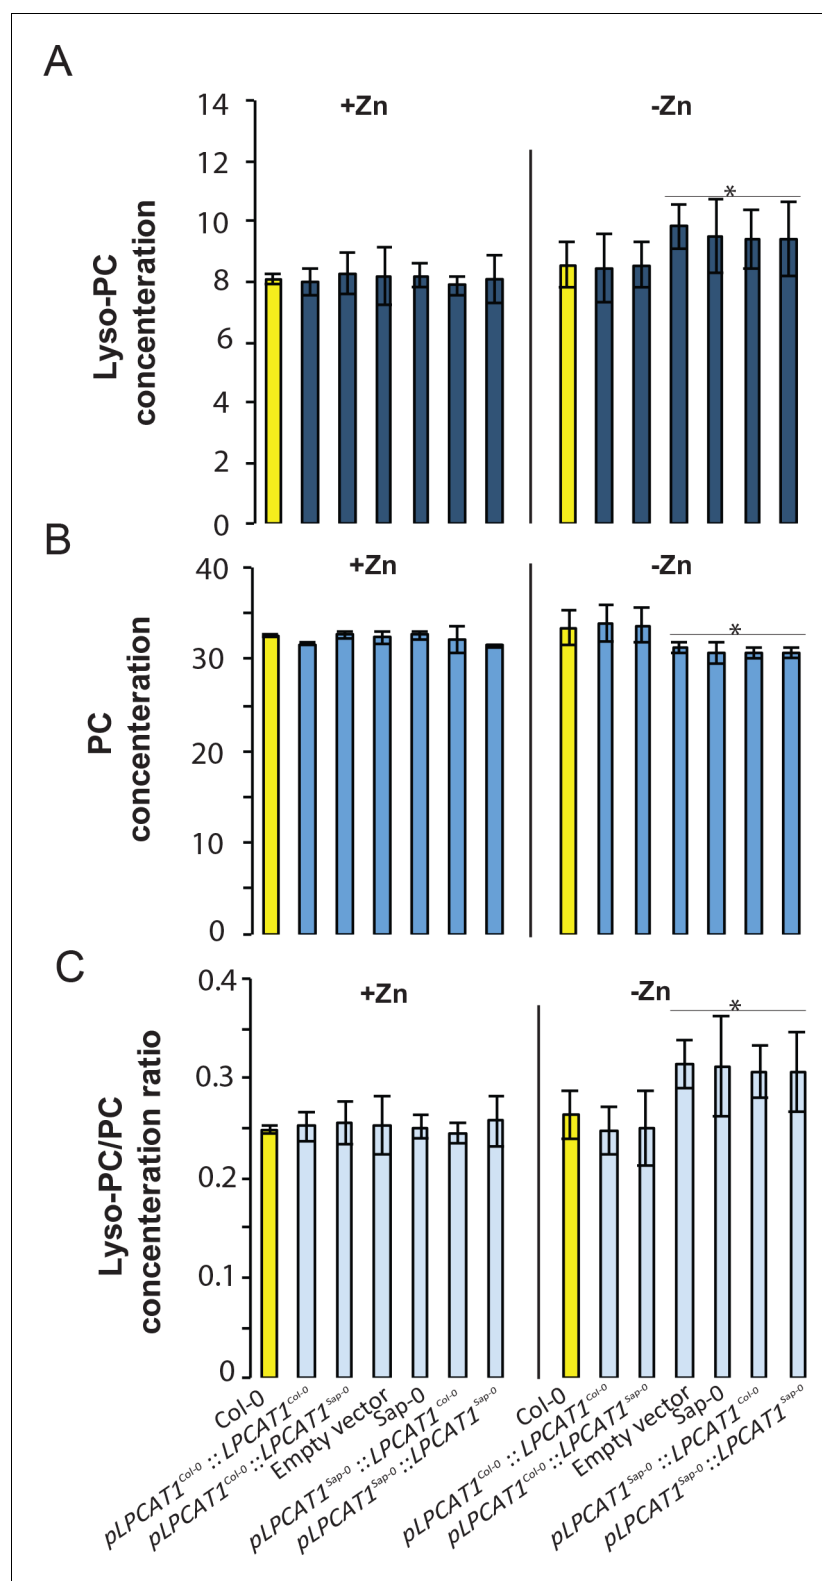 A
+Zn
-Zn
14
12
10
8
6
4
2
0
Lyso-PC
concenteration
*
B
+Zn
-Zn
40
30
20
10
0
PC
concenteration
*
C
+Zn
-Zn
0.4
0.3
0.2
0.1
0
Lyso-PC/PC
concenteration ratio
*
Col-0
pLPCAT1Col-0 :: LPCAT1Col-0
pLPCAT1Col-0 ::LPCAT1Sap-0
Empty vector
Sap-0
pLPCAT1Sap-0 ::LPCAT1Col-0
pLPCAT1Sap-0 ::LPCAT1Sap-0
Col-0
pLPCAT1Col-0 :: LPCAT1Col-0
pLPCAT1Col-0 ::LPCAT1Sap-0
Empty vector
Sap-0
pLPCAT1Sap-0 ::LPCAT1Col-0
pLPCAT1Sap-0 ::LPCAT1Sap-0